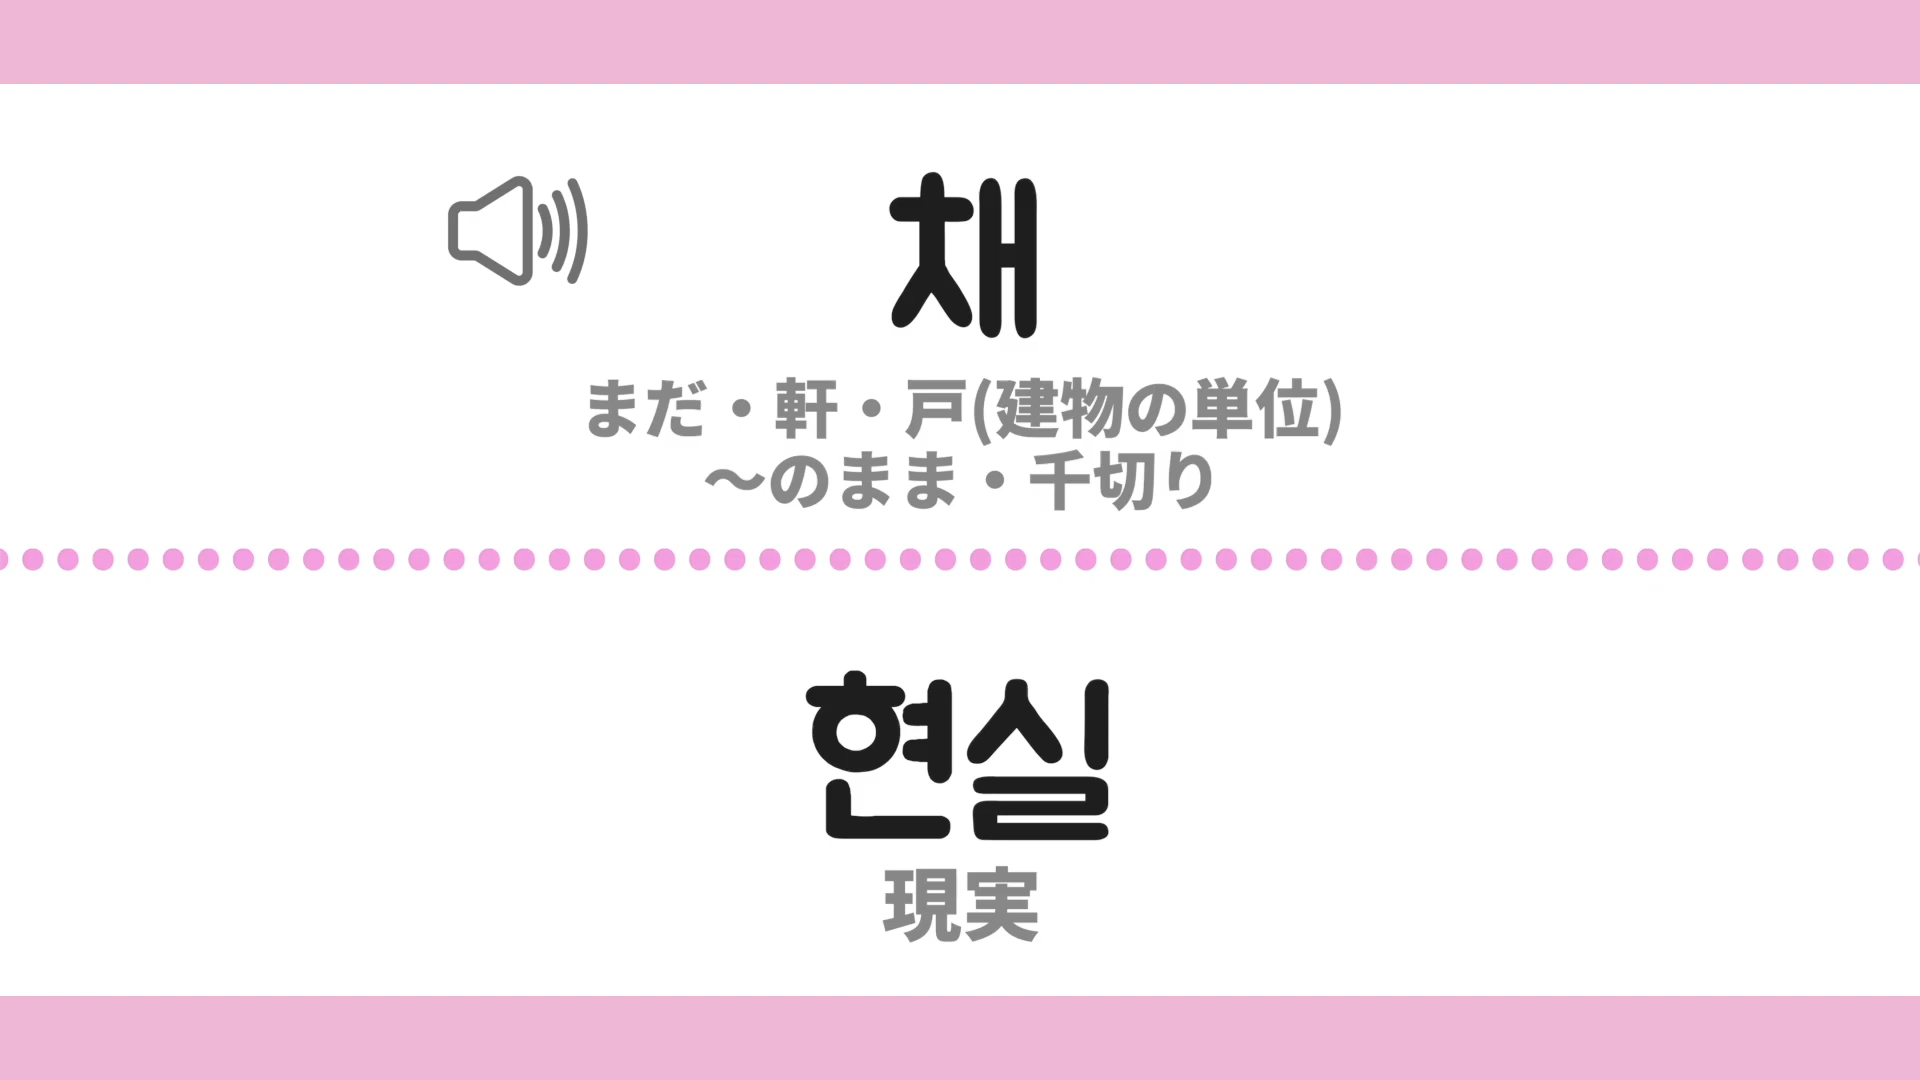 채
まだ・軒・戸(建物の単位)
〜のまま・千切り
현실
現実